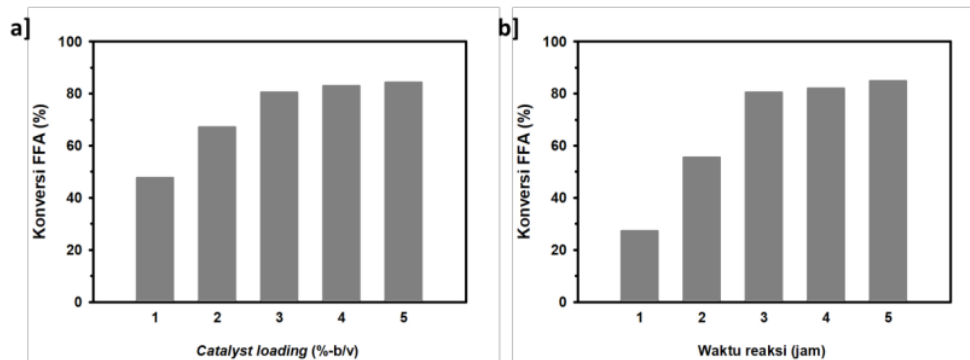 a]
Konversi FFA (%)
100
80
60
40
20
0
1 2 3 4 5
Catalyst loading (%-b/v)
b]
Konversi FFA (%)
100
80
60
40
20
0
1 2 3 4 5
Waktu reaksi (jam)